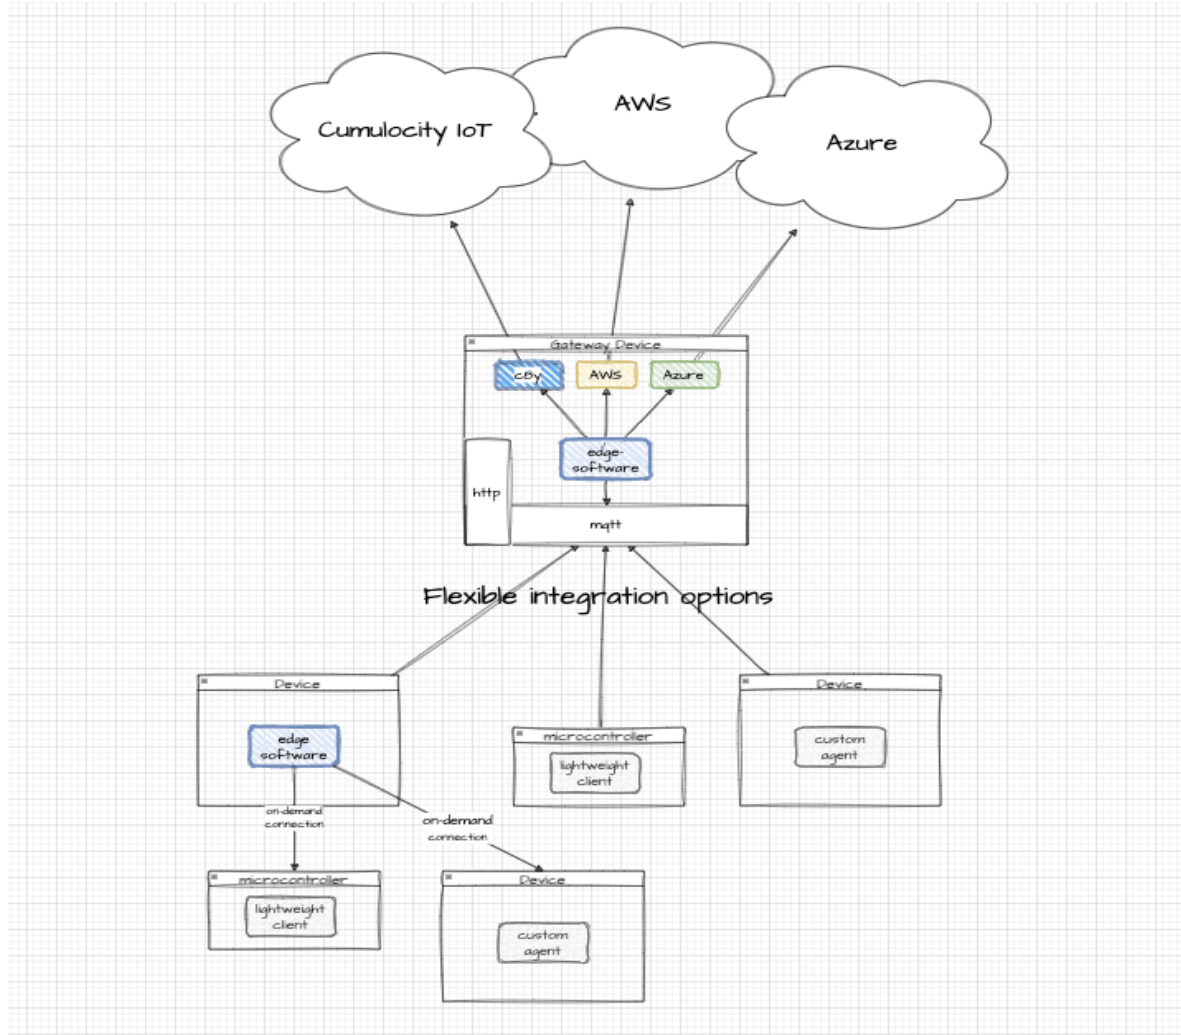 Cumulocity IoT
AWS
Azure
Gateway Device
c8y
AWS
Azure
edge-
software
http
mqtt
Flexible integration options
Device
edge
software
microcontroller
lightweight
client
Device
custom
agent
on-demand
connection
on-demand
connection
microcontroller
lightweight
client
Device
custom
agent